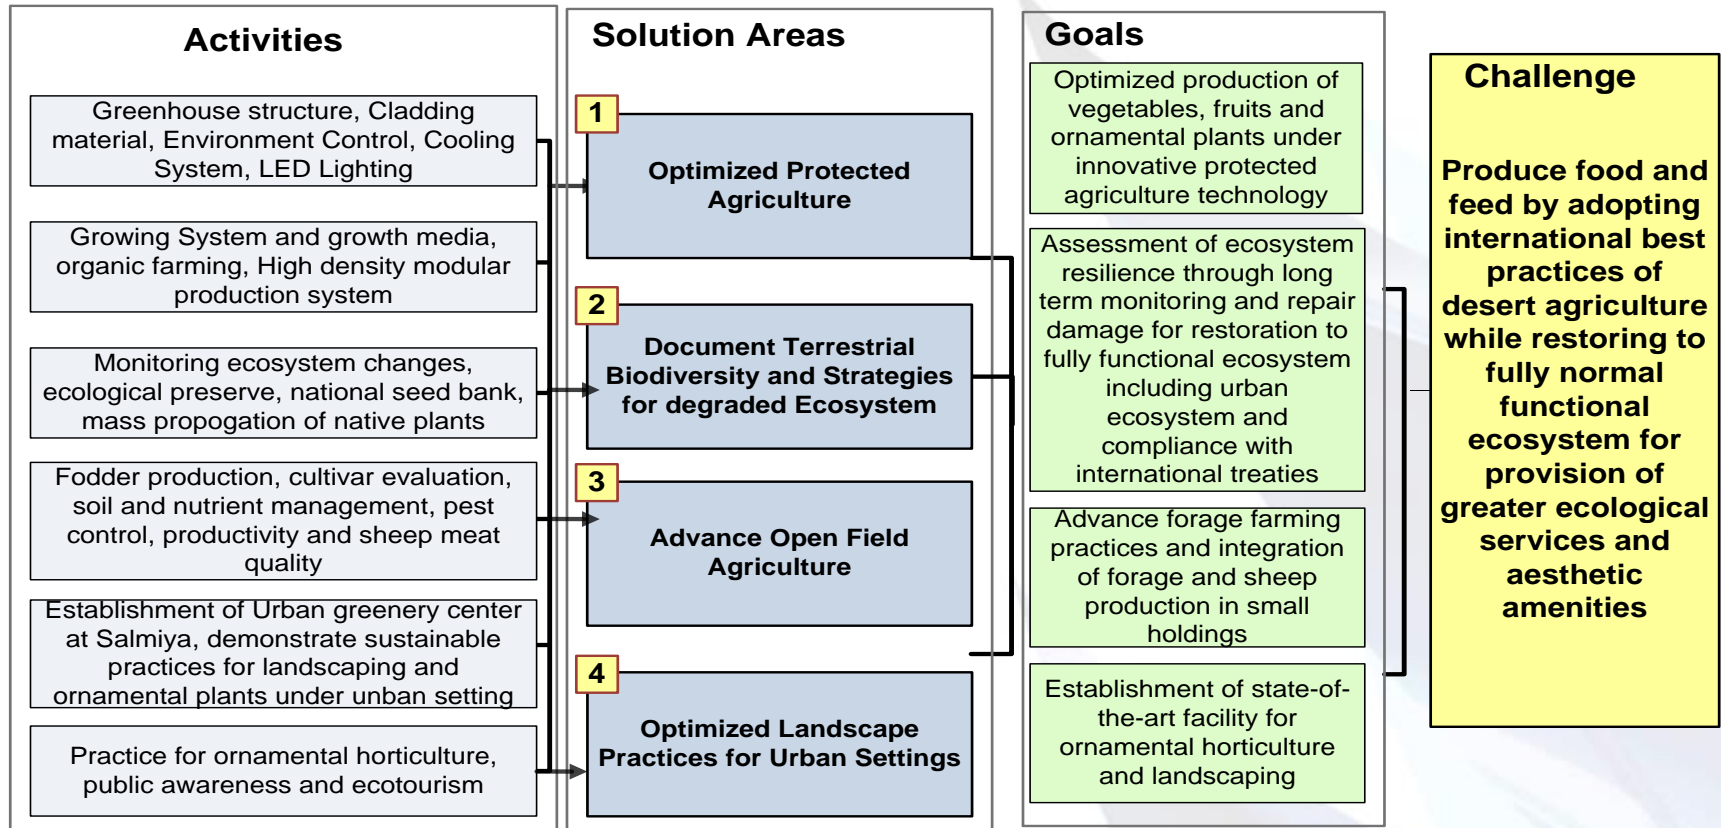 Activities
Greenhouse structure, Cladding
material, Environment Control, Cooling
System, LED Lighting
Growing System and growth media,
organic farming, High density modular
production system
Monitoring ecosystem changes,
ecological preserve, national seed bank,
mass propogation of native plants
Fodder production, cultivar evaluation,
soil and nutrient management, pest
control, productivity and sheep meat
quality
Establishment of Urban greenery center
at Salmiya, demonstrate sustainable
practices for landscaping and
ornamental plants under unban setting
Practice for ornamental horticulture,
public awareness and ecotourism
Solution Areas
1
Optimized Protected
Agriculture
2
Document Terrestrial
Biodiversity and Strategies
for degraded Ecosystem
3
Advance Open Field
Agriculture
4
Optimized Landscape
Practices for Urban Settings
Goals
Optimized production of
vegetables, fruits and
ornamental plants under
innovative protected
agriculture technology
Assessment of ecosystem
resilience through long
term monitoring and repair
damage for restoration to
fully functional ecosystem
including urban
ecosystem and
compliance with
international treaties
Advance forage farming
practices and integration
of forage and sheep
production in small
holdings
Establishment of state-of-
the-art facility for
ornamental horticulture
and landscaping
Challenge
Produce food and
feed by adopting
international best
practices of
desert agriculture
while restoring to
fully normal
functional
ecosystem for
provision of
greater ecological
services and
aesthetic
amenities